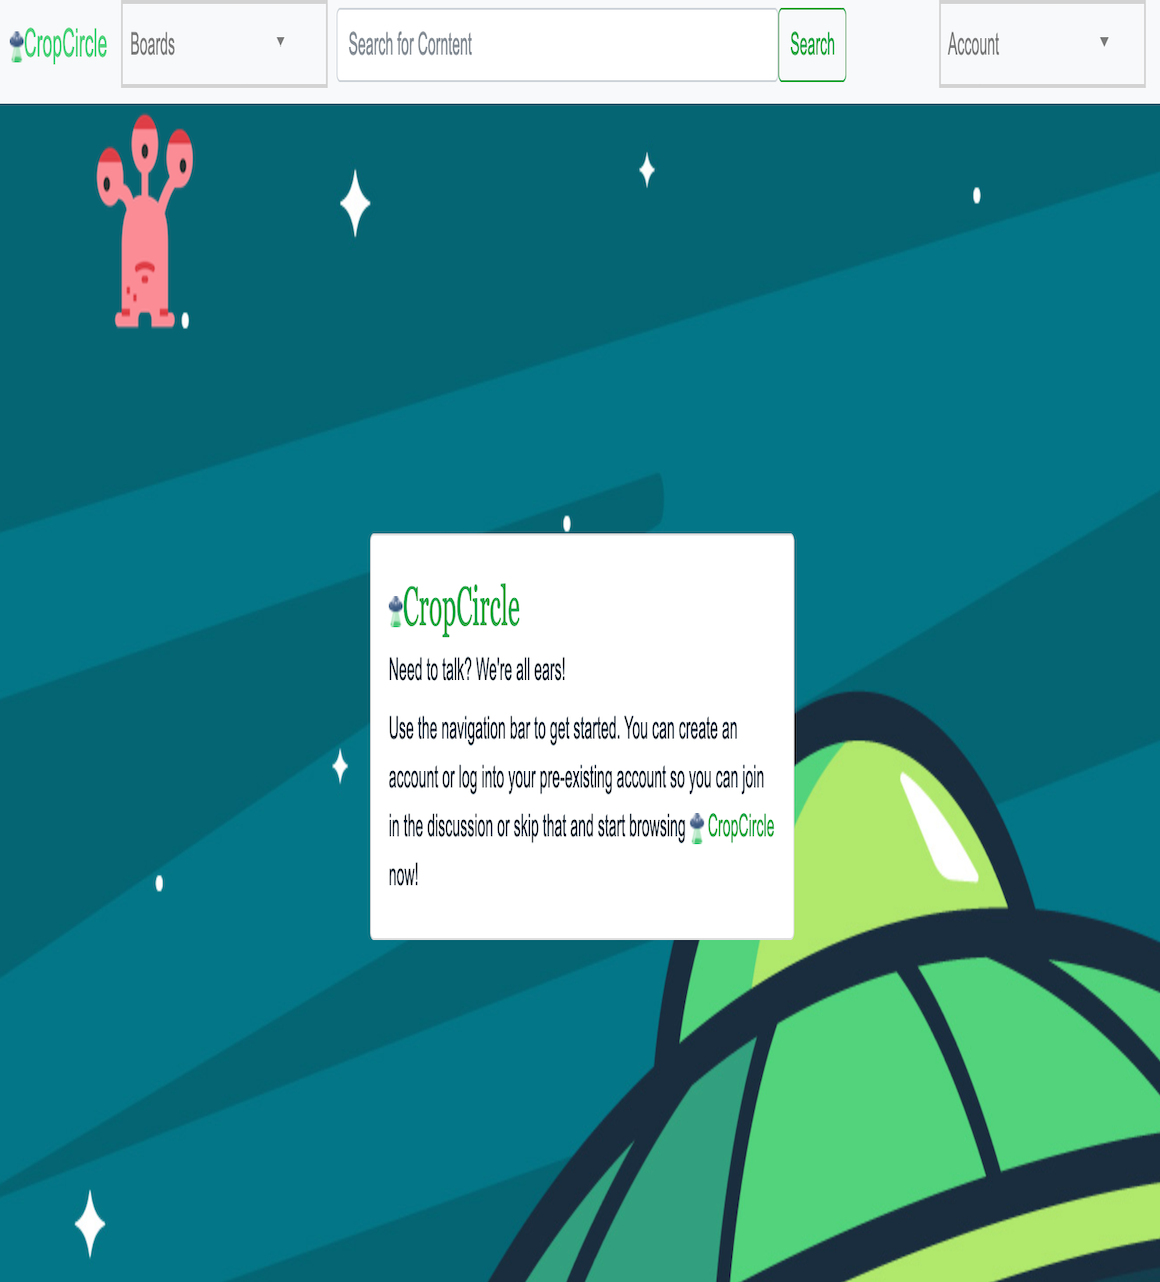 CropCircle Boards Search for Corntent Search Account
CropCircle
Need to talk? We're all ears!
Use the navigation bar to get started. You can create an
account or log into your pre-existing account so you can join
in the discussion or skip that and start browsing CropCircle
now!